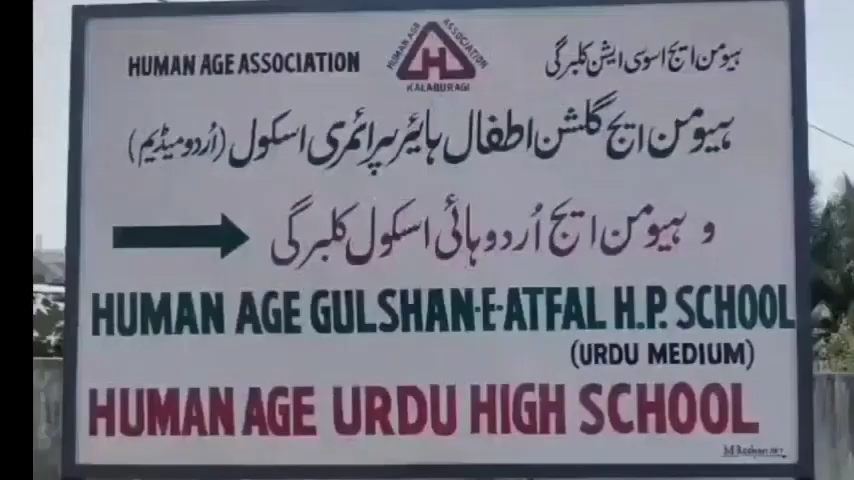 HUMAN AGE ASSOCIATION
HUMAN AGE ASSOCIATION
H
KALABURAGI
ہیومن ایج اسوسی ایشن کلبرگی
ہیومن ایج گلشن اطفال ہائیر پرائمری اسکول (اُردو میڈیم)
و ہیومن ایج اُردو ہائی اسکول کلبرگی
HUMAN AGE GULSHAN-E-ATFAL H.P. SCHOOL
(URDU MEDIUM)
HUMAN AGE URDU HIGH SCHOOL